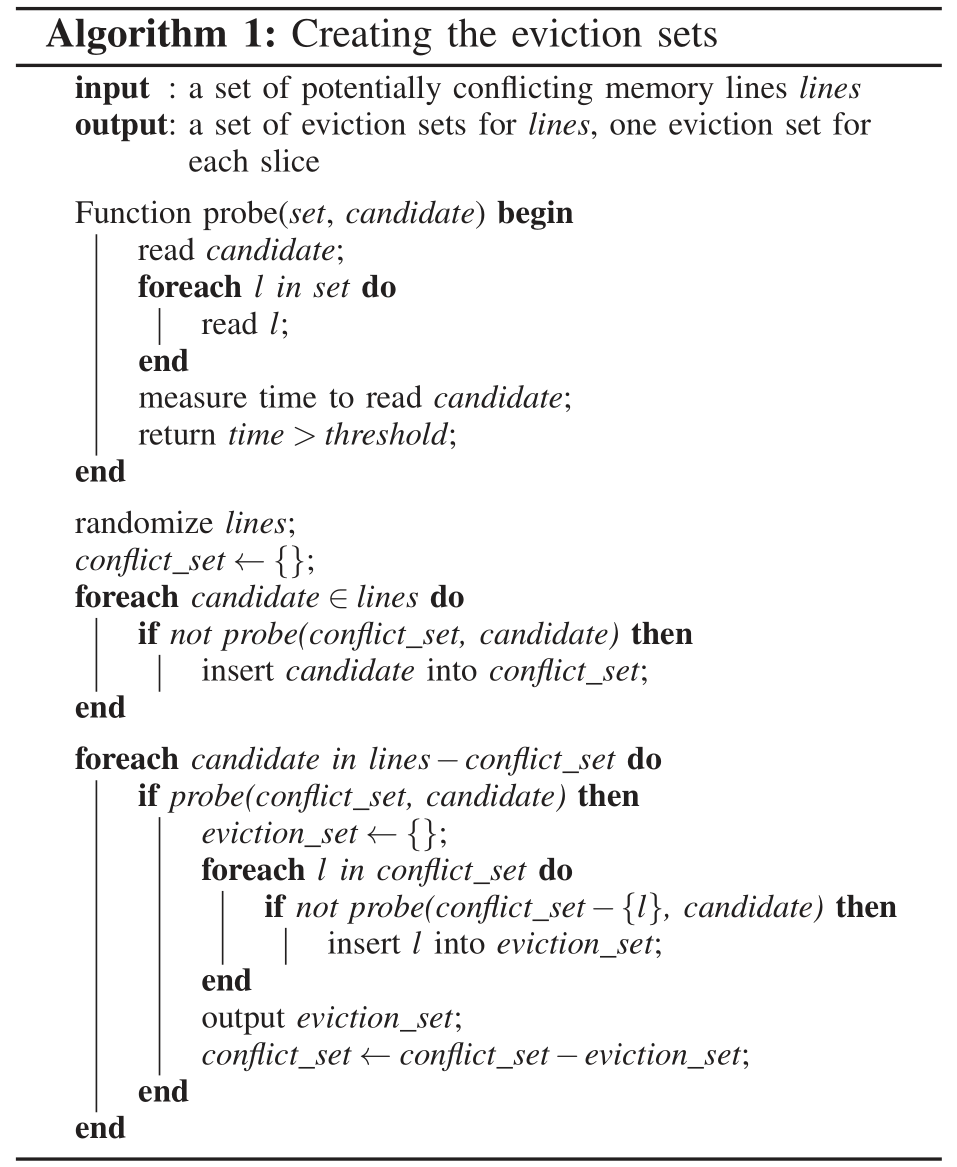 Algorithm 1: Creating the eviction sets
input : a set of potentially conflicting memory lines lines
output: a set of eviction sets for lines, one eviction set for
each slice
Function probe(set, candidate) begin
read candidate;
foreach l in set do
read l;
end
measure time to read candidate;
return time > threshold;
end
randomize lines;
conflict_set ← {};
foreach candidate ∈ lines do
if not probe(conflict_set, candidate) then
insert candidate into conflict_set;
end
foreach candidate in lines − conflict_set do
if probe(conflict_set, candidate) then
eviction_set ← {};
foreach l in conflict_set do
if not probe(conflict_set − {l}, candidate) then
insert l into eviction_set;
end
output eviction_set;
conflict_set ← conflict_set − eviction_set;
end
end